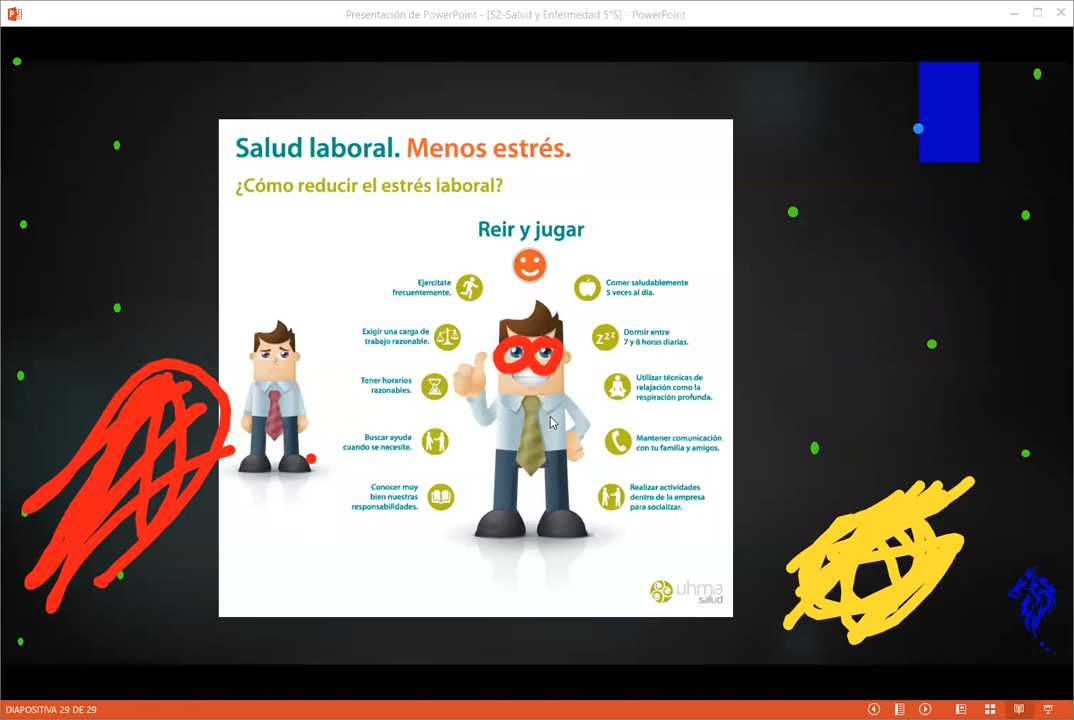 Presentación de PowerPoint - [S2-Salud y Enfermedad 5°S] - PowerPoint
Salud laboral. Menos estrés.
¿Cómo reducir el estrés laboral?
Reir y jugar
Ejercítate
frecuentemente.
Comer saludablemente
5 veces al día.
Exigir una carga de
trabajo razonable.
zzz
Dormir entre
7 y 8 horas diarias.
Tener horarios
razonables.
Utilizar técnicas de
relajación como la
respiración profunda.
Buscar ayuda
cuando se necesite.
Mantener comunicación
con tu familia y amigos.
Conocer muy
bien nuestras
responsabilidades.
Realizar actividades
dentro de la empresa
para socializar.
uhma
salud
DIAPOSITIVA 29 DE 29